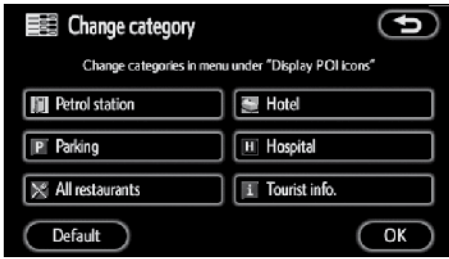 Change category
Change categories in menu under "Display POI icons"
Petrol station
Hotel
P Parking
H Hospital
All restaurants
i Tourist info.
Default
OK